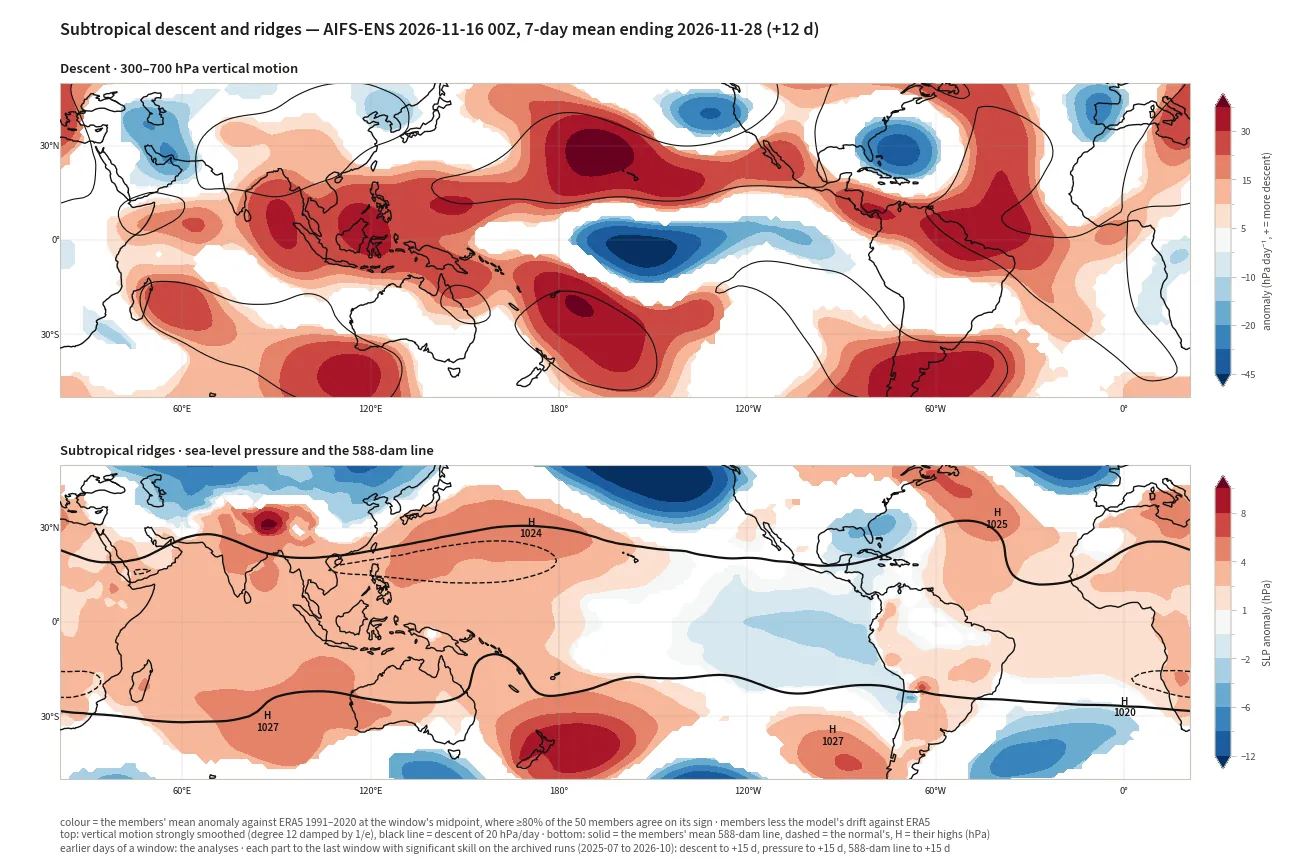 Subtropical descent and ridges — AIFS-ENS 2026-11-16 00Z, 7-day mean ending 2026-11-28 (+12 d)
Descent · 300–700 hPa vertical motion
30°N
0°
30°S
60°E
120°E
180°
120°W
60°W
0°
30
15
5
−10
−20
−45
anomaly (hPa day⁻¹, + = more descent)
Subtropical ridges · sea-level pressure and the 588-dam line
H
1024
H
1025
H
1027
H
1027
H
1020
30°N
0°
30°S
60°E
120°E
180°
120°W
60°W
0°
8
4
1
−2
−6
−12
SLP anomaly (hPa)
colour = the members' mean anomaly against ERA5 1991–2020 at the window's midpoint, where ≥80% of the 50 members agree on its sign · members less the model's drift against ERA5
top: vertical motion strongly smoothed (degree 12 damped by 1/e), black line = descent of 20 hPa/day · bottom: solid = the members' mean 588-dam line, dashed = the normal's, H = their highs (hPa)
earlier days of a window: the analyses · each part to the last window with significant skill on the archived runs (2025-07 to 2026-10): descent to +15 d, pressure to +15 d, 588-dam line to +15 d